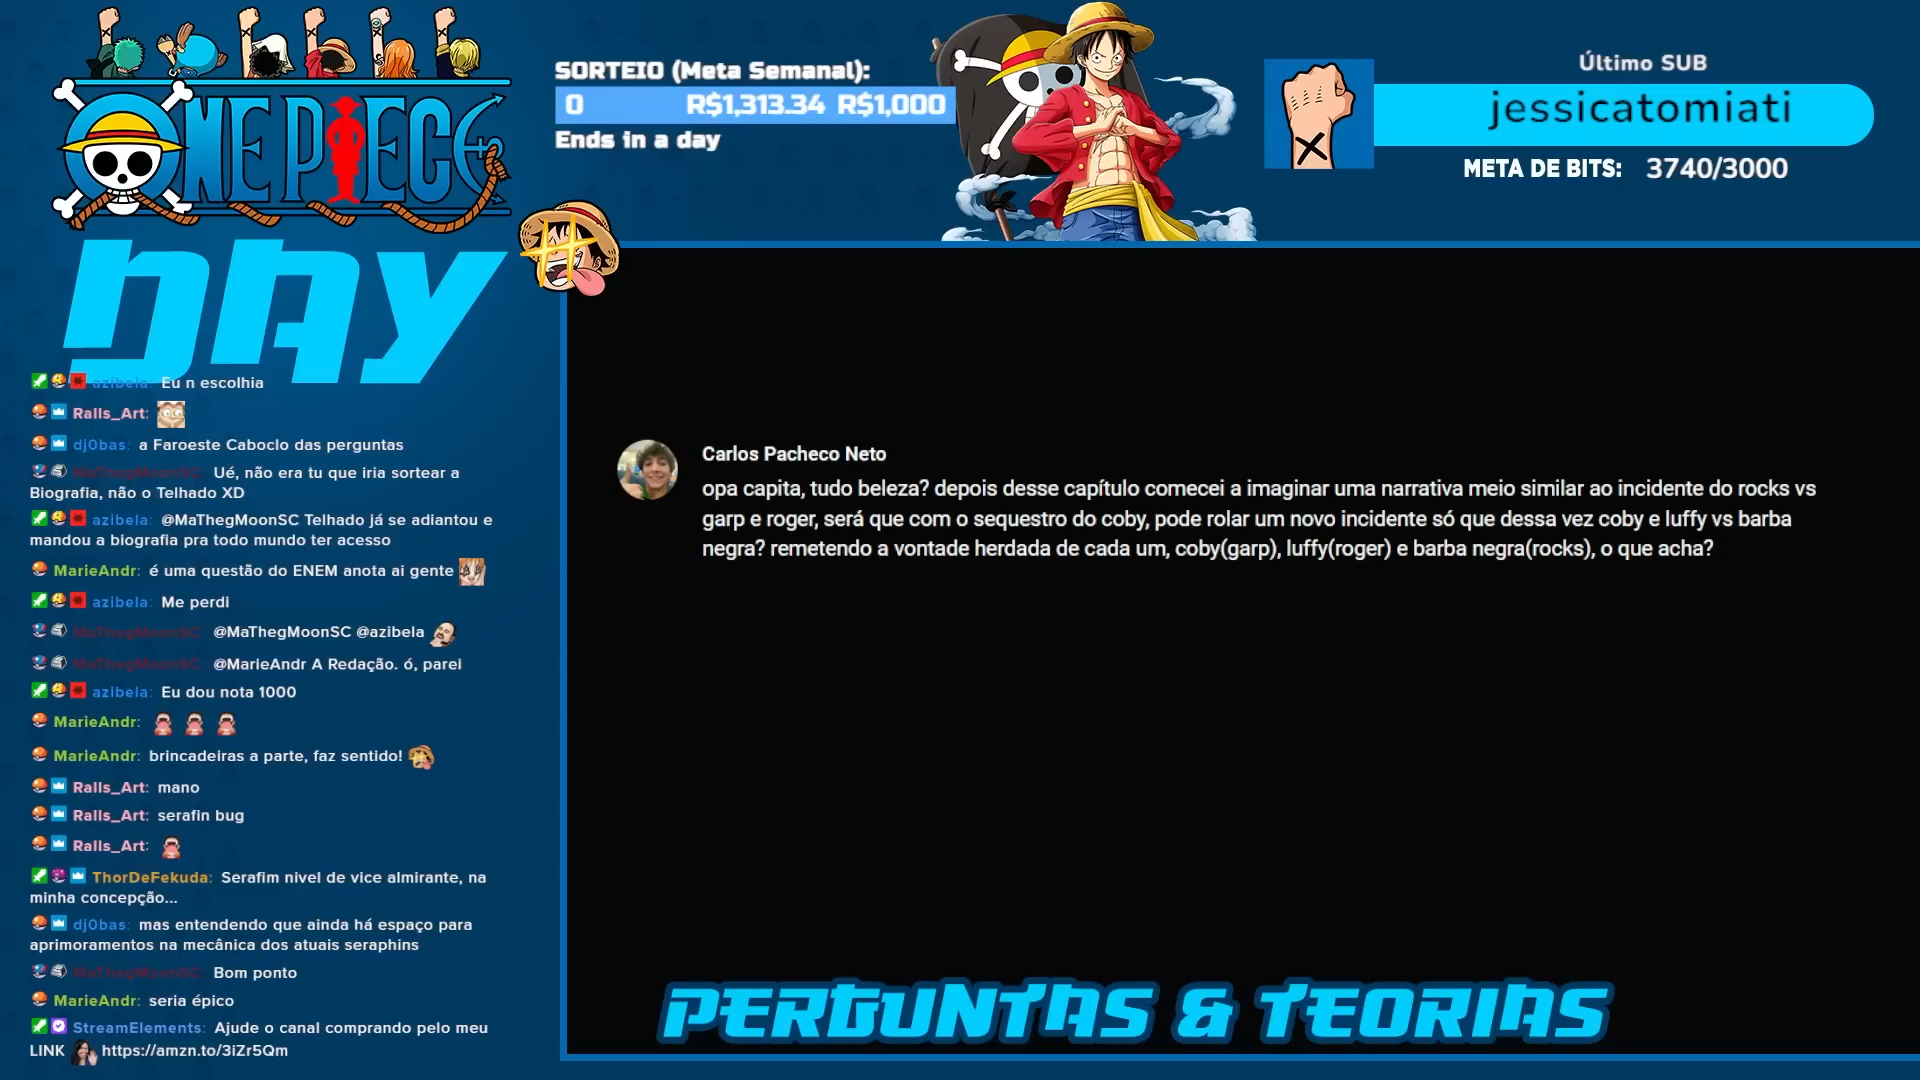 ONE PIECE
DAY
SORTEIO (Meta Semanal):
0 R$1,313.34 R$1,000
Ends in a day
Último SUB
jessicatomiati
META DE BITS: 3740/3000
azibela: Eu n escolhia
Ralls_Art:
dj0bas: a Faroeste Caboclo das perguntas
MaThegMoonSC: Ué, não era tu que iria sortear a
Biografia, não o Telhado XD
azibela: @MaThegMoonSC Telhado já se adiantou e
mandou a biografia pra todo mundo ter acesso
MarieAndr: é uma questão do ENEM anota ai gente
azibela: Me perdi
MaThegMoonSC: @MaThegMoonSC @azibela
MaThegMoonSC: @MarieAndr A Redação. ó, parei
azibela: Eu dou nota 1000
MarieAndr:
MarieAndr: brincadeiras a parte, faz sentido!
Ralls_Art: mano
Ralls_Art: serafin bug
Ralls_Art:
ThorDeFekuda: Serafim nivel de vice almirante, na
minha concepção...
dj0bas: mas entendendo que ainda há espaço para
aprimoramentos na mecânica dos atuais seraphins
MaThegMoonSC: Bom ponto
MarieAndr: seria épico
StreamElements: Ajude o canal comprando pelo meu
LINK https://amzn.to/3iZr5Qm
Carlos Pacheco Neto
opa capita, tudo beleza? depois desse capítulo comecei a imaginar uma narrativa meio similar ao incidente do rocks vs
garp e roger, será que com o sequestro do coby, pode rolar um novo incidente só que dessa vez coby e luffy vs barba
negra? remetendo a vontade herdada de cada um, coby(garp), luffy(roger) e barba negra(rocks), o que acha?
PERGUNTAS & TEORIAS